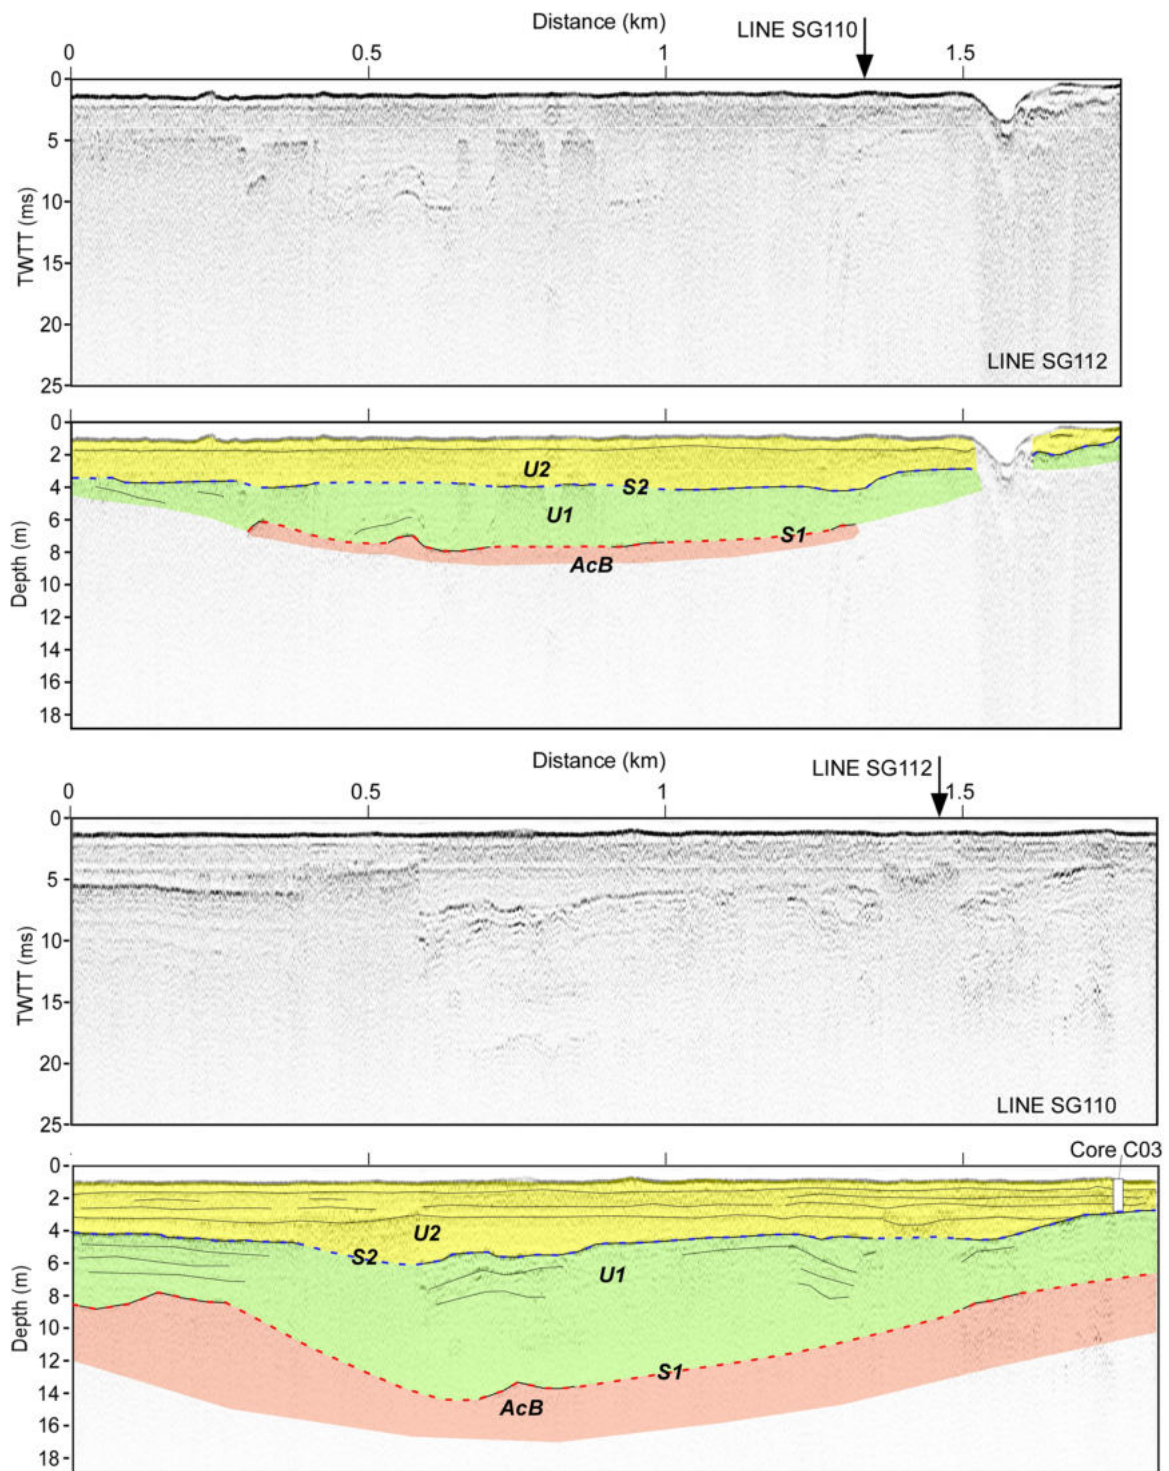 Distance (km)
LINE SG110
0 0.5 1 1.5
0
5
10
15
20
25
TWTT (ms)
LINE SG112
0
2
4
6
8
10
12
14
16
18
Depth (m)
U2
S2
U1
S1
AcB
Distance (km)
LINE SG112
0 0.5 1 1.5
0
5
10
15
20
25
TWTT (ms)
LINE SG110
Core C03
0
2
4
6
8
10
12
14
16
18
Depth (m)
U2
S2
U1
S1
AcB